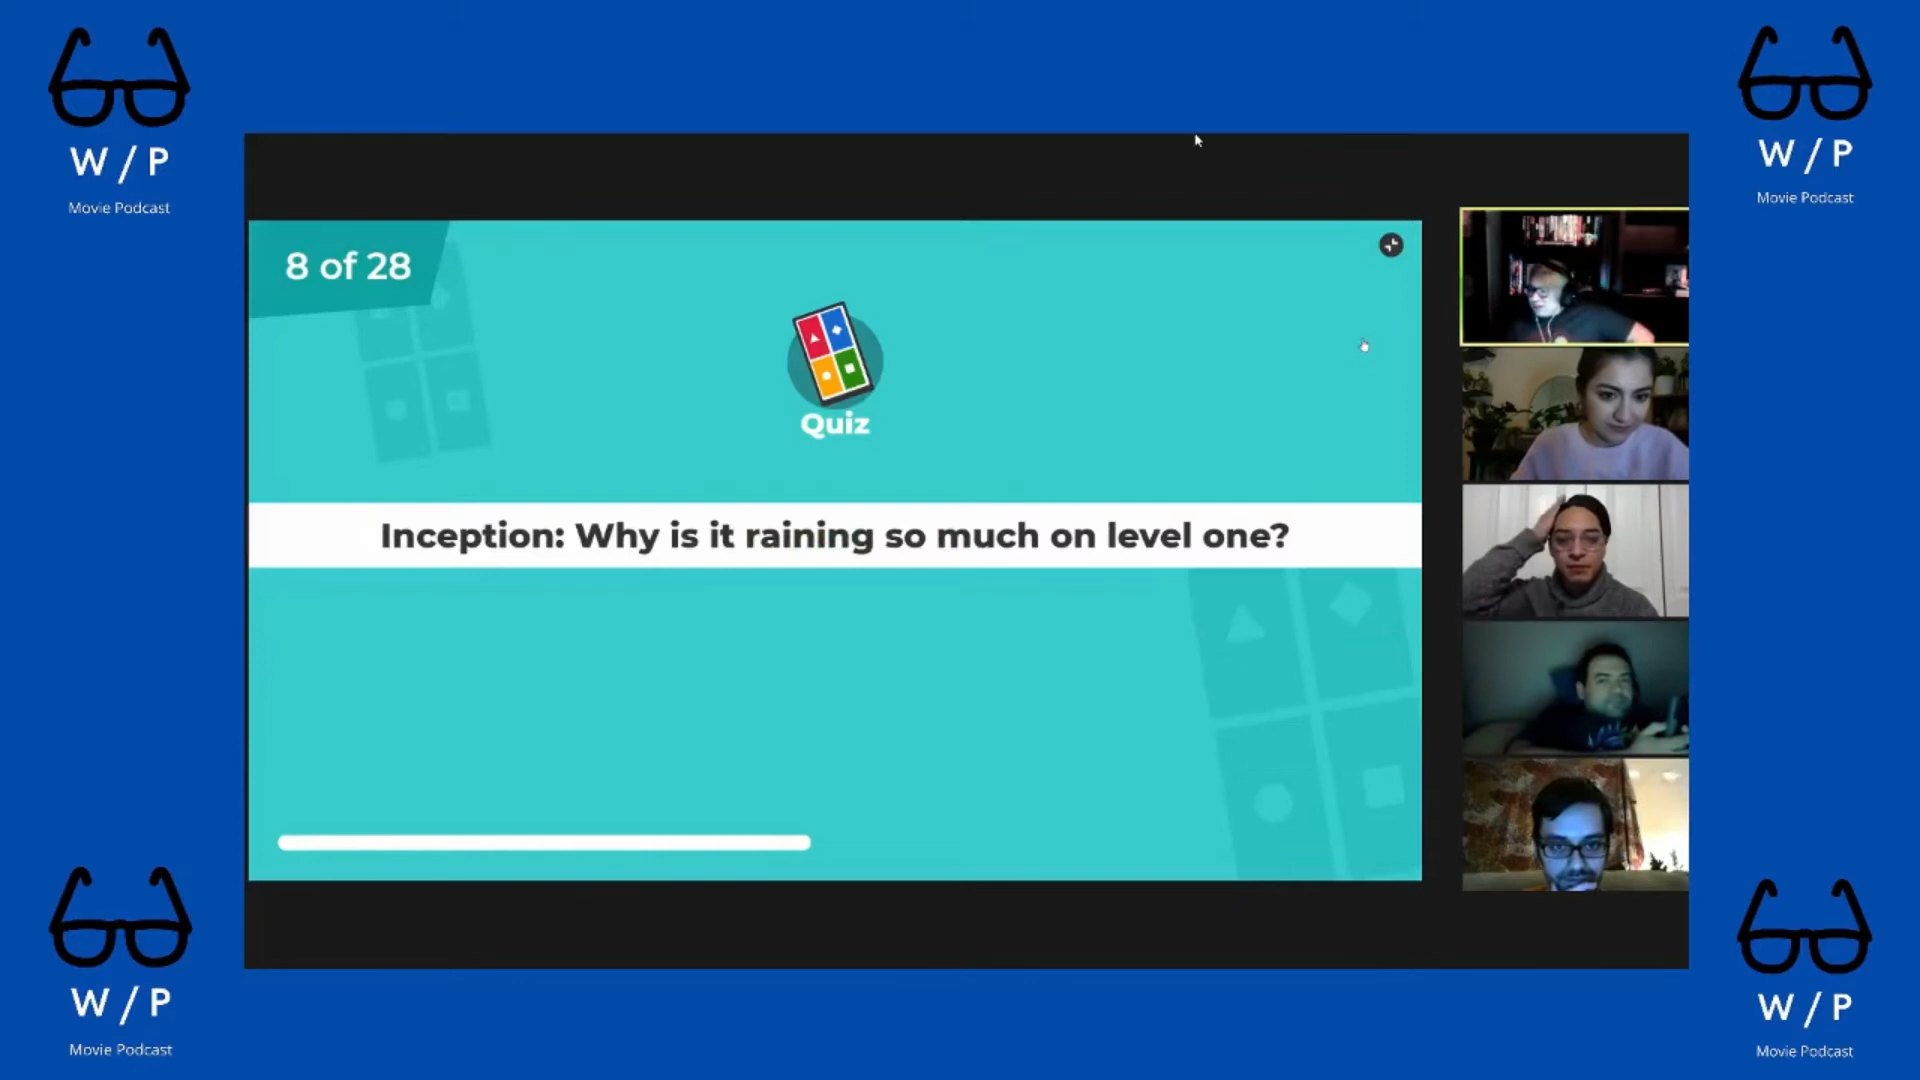 W / P
Movie Podcast
W / P
Movie Podcast
8 of 28
Quiz
Inception: Why is it raining so much on level one?
W / P
Movie Podcast
W / P
Movie Podcast